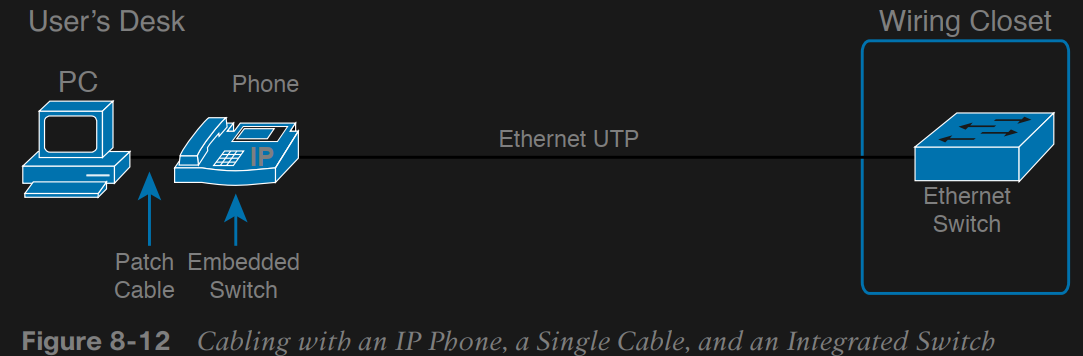 User's Desk
Wiring Closet
PC
Phone
IP
Ethernet UTP
Ethernet
Switch
Patch
Cable
Embedded
Switch
Figure 8-12 Cabling with an IP Phone, a Single Cable, and an Integrated Switch